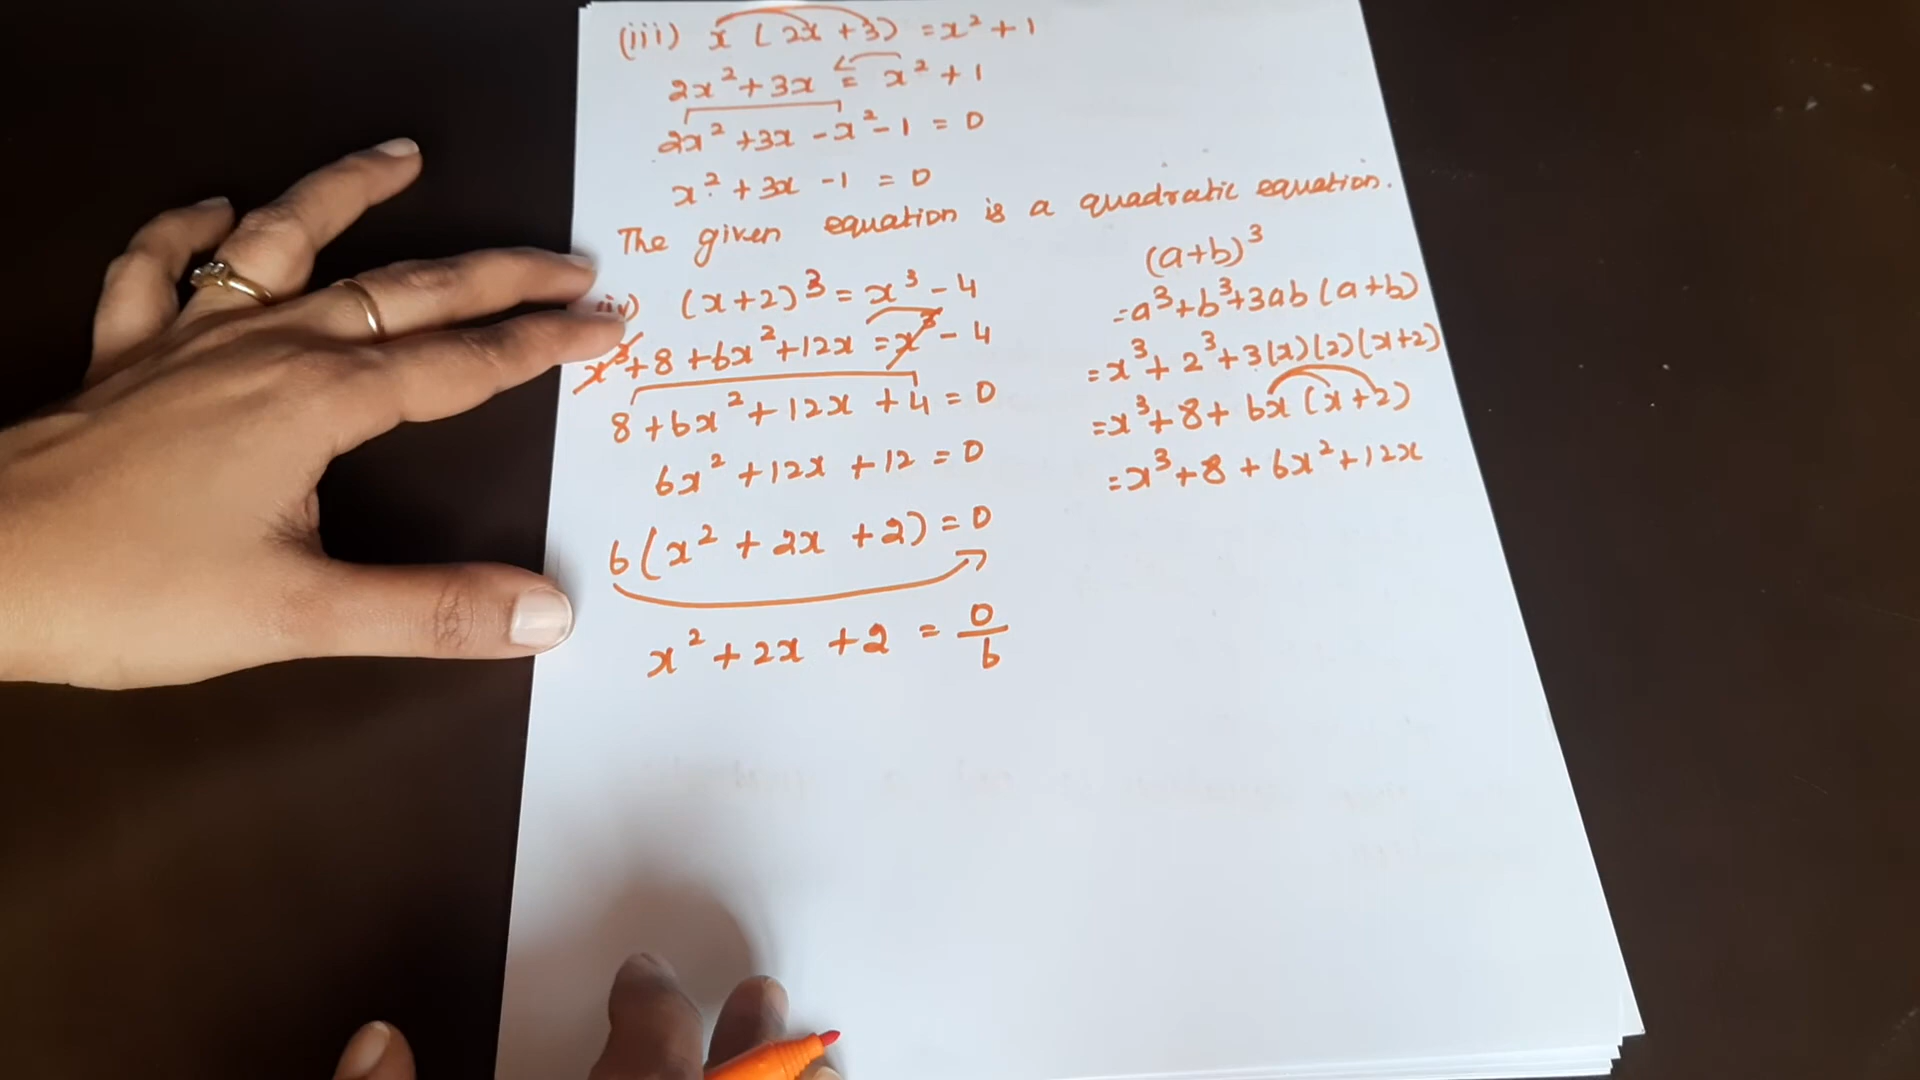 (iii) x (2x+3) = x² + 1
2x² + 3x = x² + 1
2x² + 3x - x² - 1 = 0
x² + 3x - 1 = 0
The given equation is a quadratic equation.
iv) (x+2)³ = x³ - 4
x³ + 8 + 6x² + 12x = x³ - 4
8 + 6x² + 12x + 4 = 0
6x² + 12x + 12 = 0
6(x² + 2x + 2) = 0
x² + 2x + 2 = 0/6
(a+b)³
= a³ + b³ + 3ab (a+b)
= x³ + 2³ + 3(x)(2)(x+2)
= x³ + 8 + 6x (x+2)
= x³ + 8 + 6x² + 12x